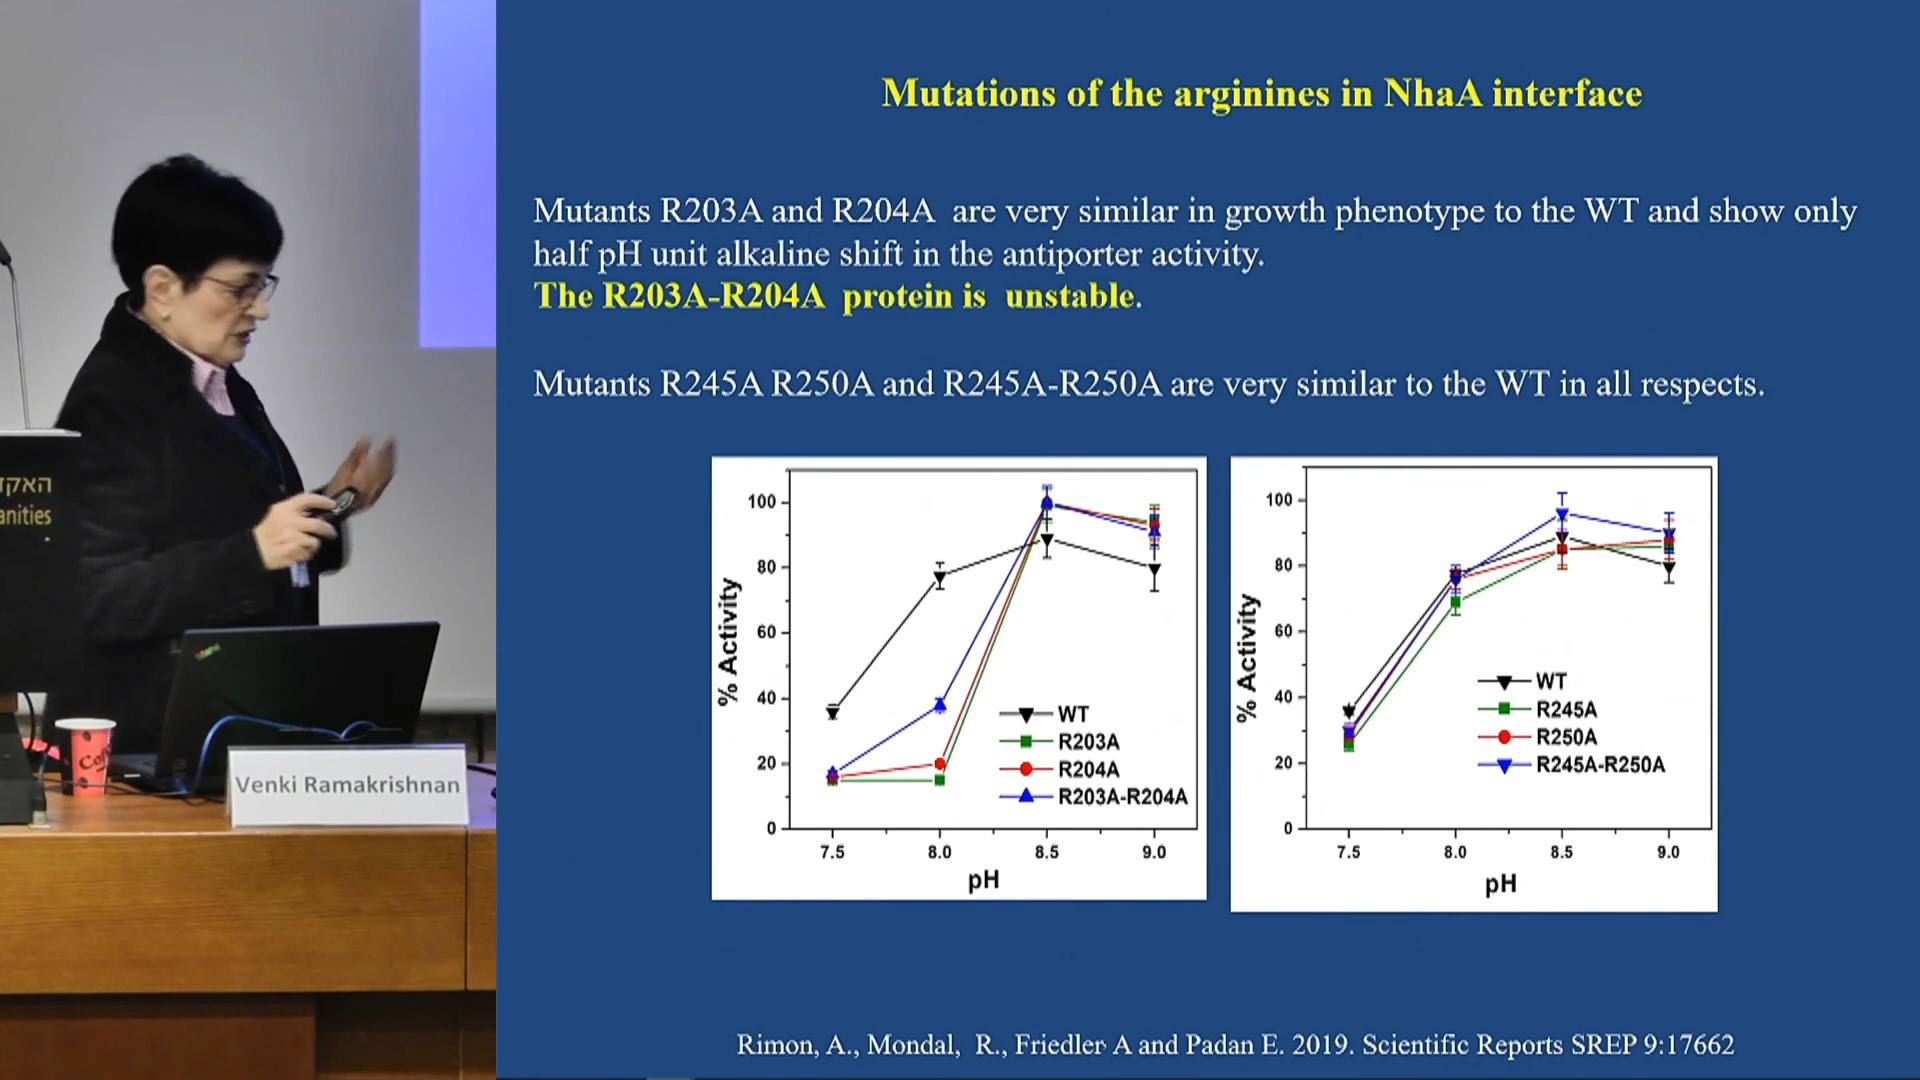 Mutations of the arginines in NhaA interface
Mutants R203A and R204A are very similar in growth phenotype to the WT and show only
half pH unit alkaline shift in the antiporter activity.
The R203A-R204A protein is unstable.
Mutants R245A R250A and R245A-R250A are very similar to the WT in all respects.
% Activity
100
80
60
40
20
0
7.5 8.0 8.5 9.0
pH
WT
R203A
R204A
R203A-R204A
% Activity
100
80
60
40
20
0
7.5 8.0 8.5 9.0
pH
WT
R245A
R250A
R245A-R250A
Rimon, A., Mondal, R., Friedler A and Padan E. 2019. Scientific Reports SREP 9:17662
האקד
anities
Venki Ramakrishnan